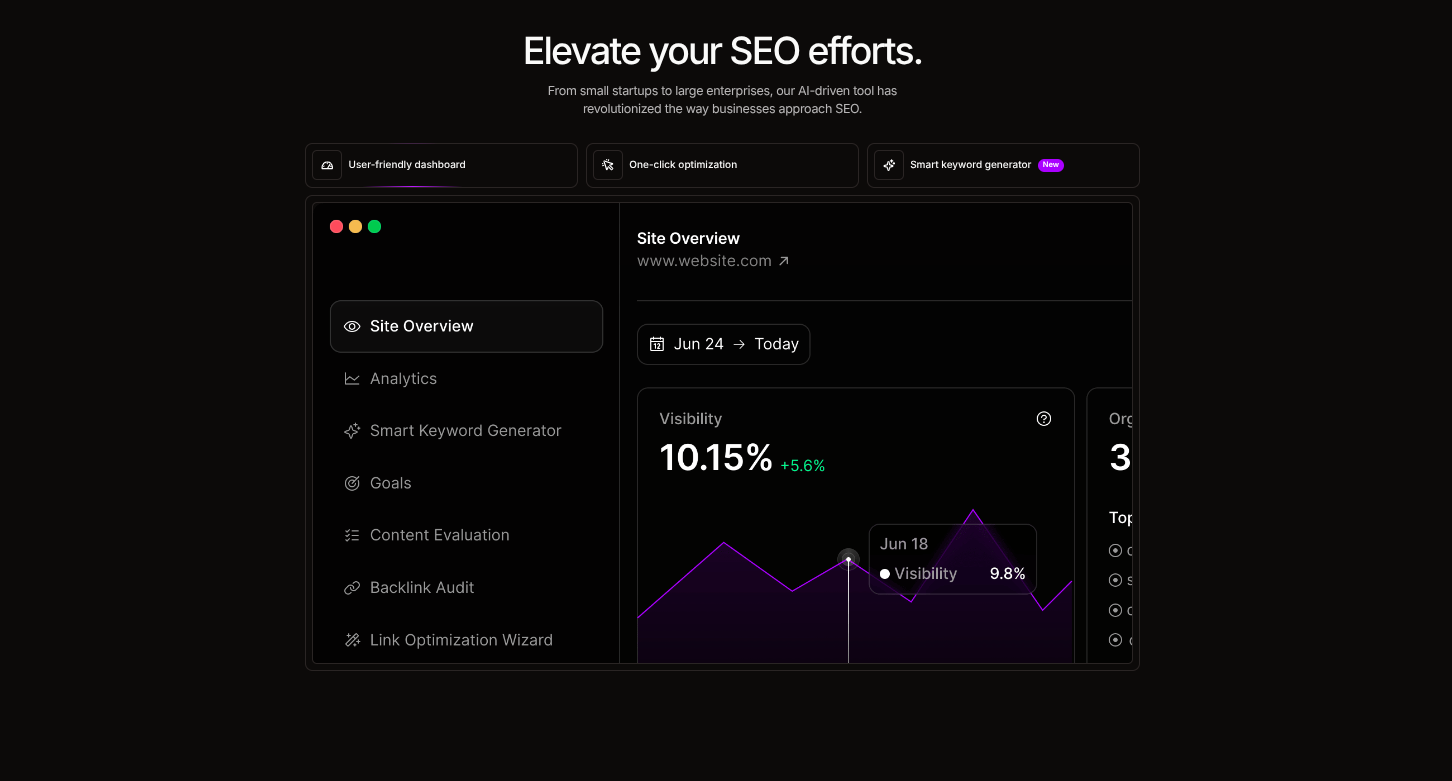 Elevate your SEO efforts.
From small startups to large enterprises, our AI-driven tool has
revolutionized the way businesses approach SEO.
User-friendly dashboard
One-click optimization
Smart keyword generator New
Site Overview
www.website.com
Site Overview
Analytics
Smart Keyword Generator
Goals
Content Evaluation
Backlink Audit
Link Optimization Wizard
12 Jun 24 → Today
Visibility
10.15% +5.6%
Jun 18
Visibility 9.8%
Org
3
Top